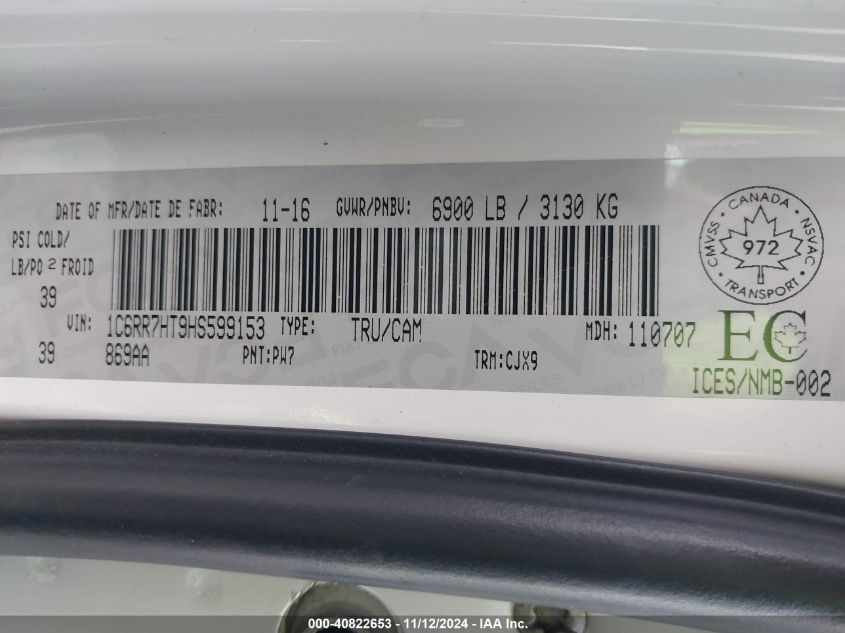 DATE OF MFR/DATE DE FABR: 11-16 GVWR/PNBV: 6900 LB / 3130 KG
PSI COLD/
LB/PO 2 FROID
39
VIN: 1C6RR7HT9HS599153 TYPE: TRU/CAM MDH: 110707
39 869AA PNT:PW7 TRM:CJX9
CANADA
CMVSS 972 NSVAC
TRANSPORT
EC
ICES/NMB-002
000-40822653 - 11/12/2024 - IAA Inc.